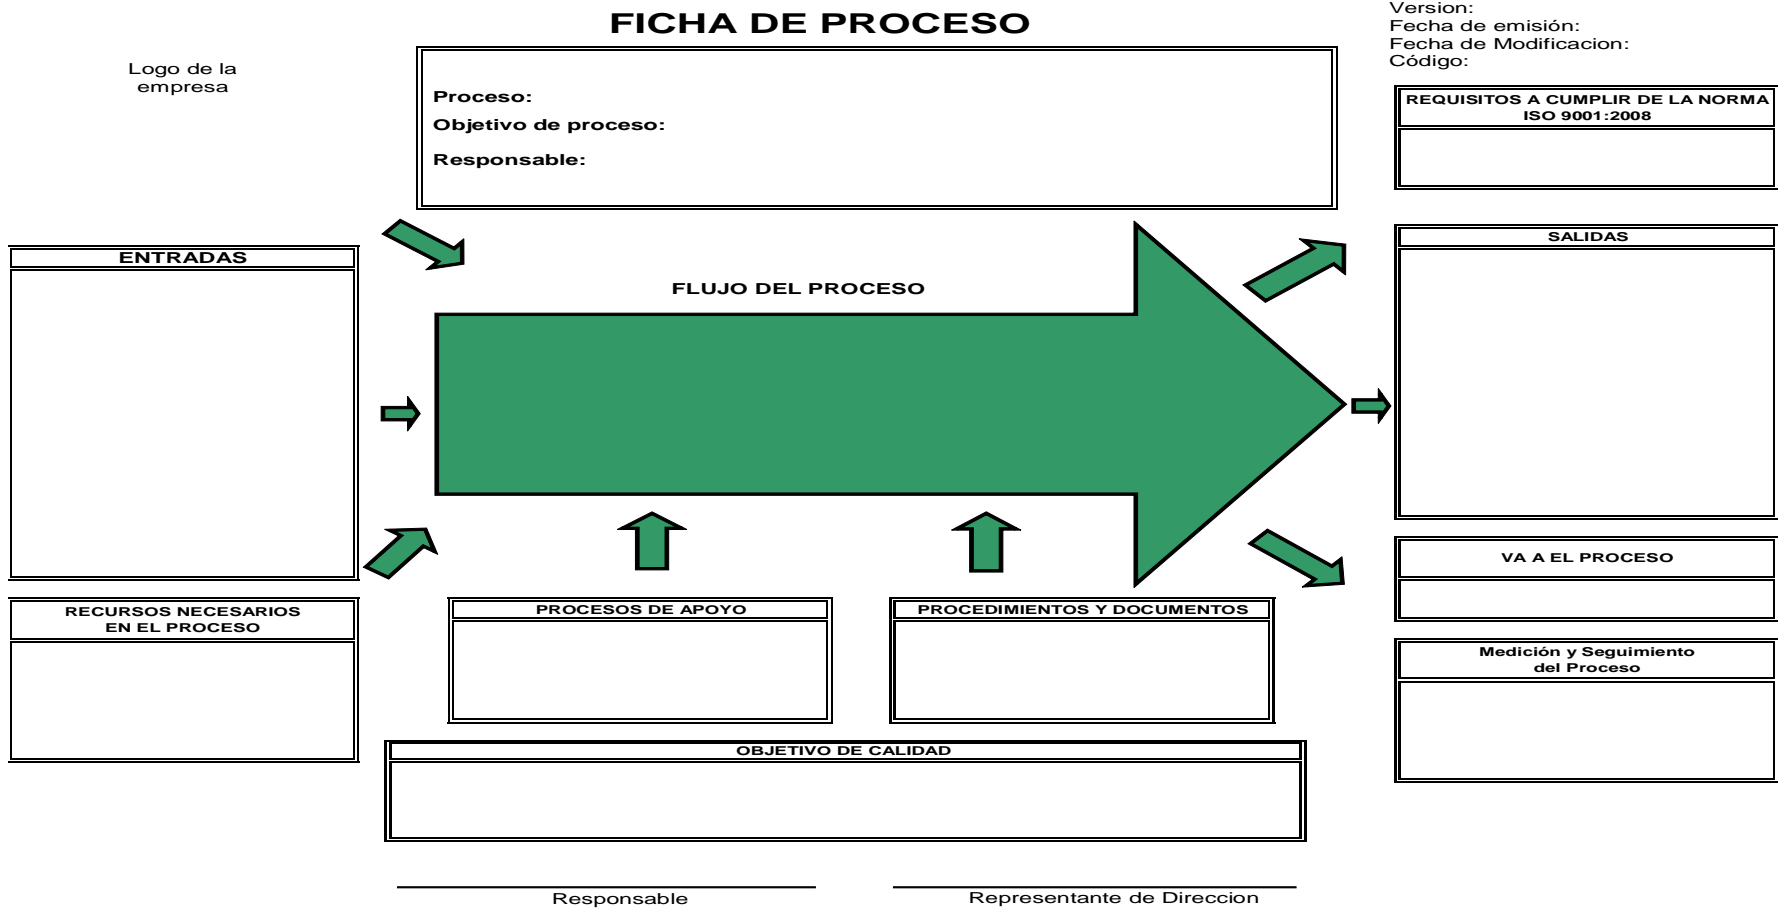 FICHA DE PROCESO
Version:
Fecha de emisión:
Fecha de Modificacion:
Código:
Logo de la
empresa
Proceso:
Objetivo de proceso:
Responsable:
REQUISITOS A CUMPLIR DE LA NORMA
ISO 9001:2008
ENTRADAS
FLUJO DEL PROCESO
SALIDAS
VA A EL PROCESO
RECURSOS NECESARIOS
EN EL PROCESO
PROCESOS DE APOYO
PROCEDIMIENTOS Y DOCUMENTOS
Medición y Seguimiento
del Proceso
OBJETIVO DE CALIDAD
Responsable
Representante de Direccion